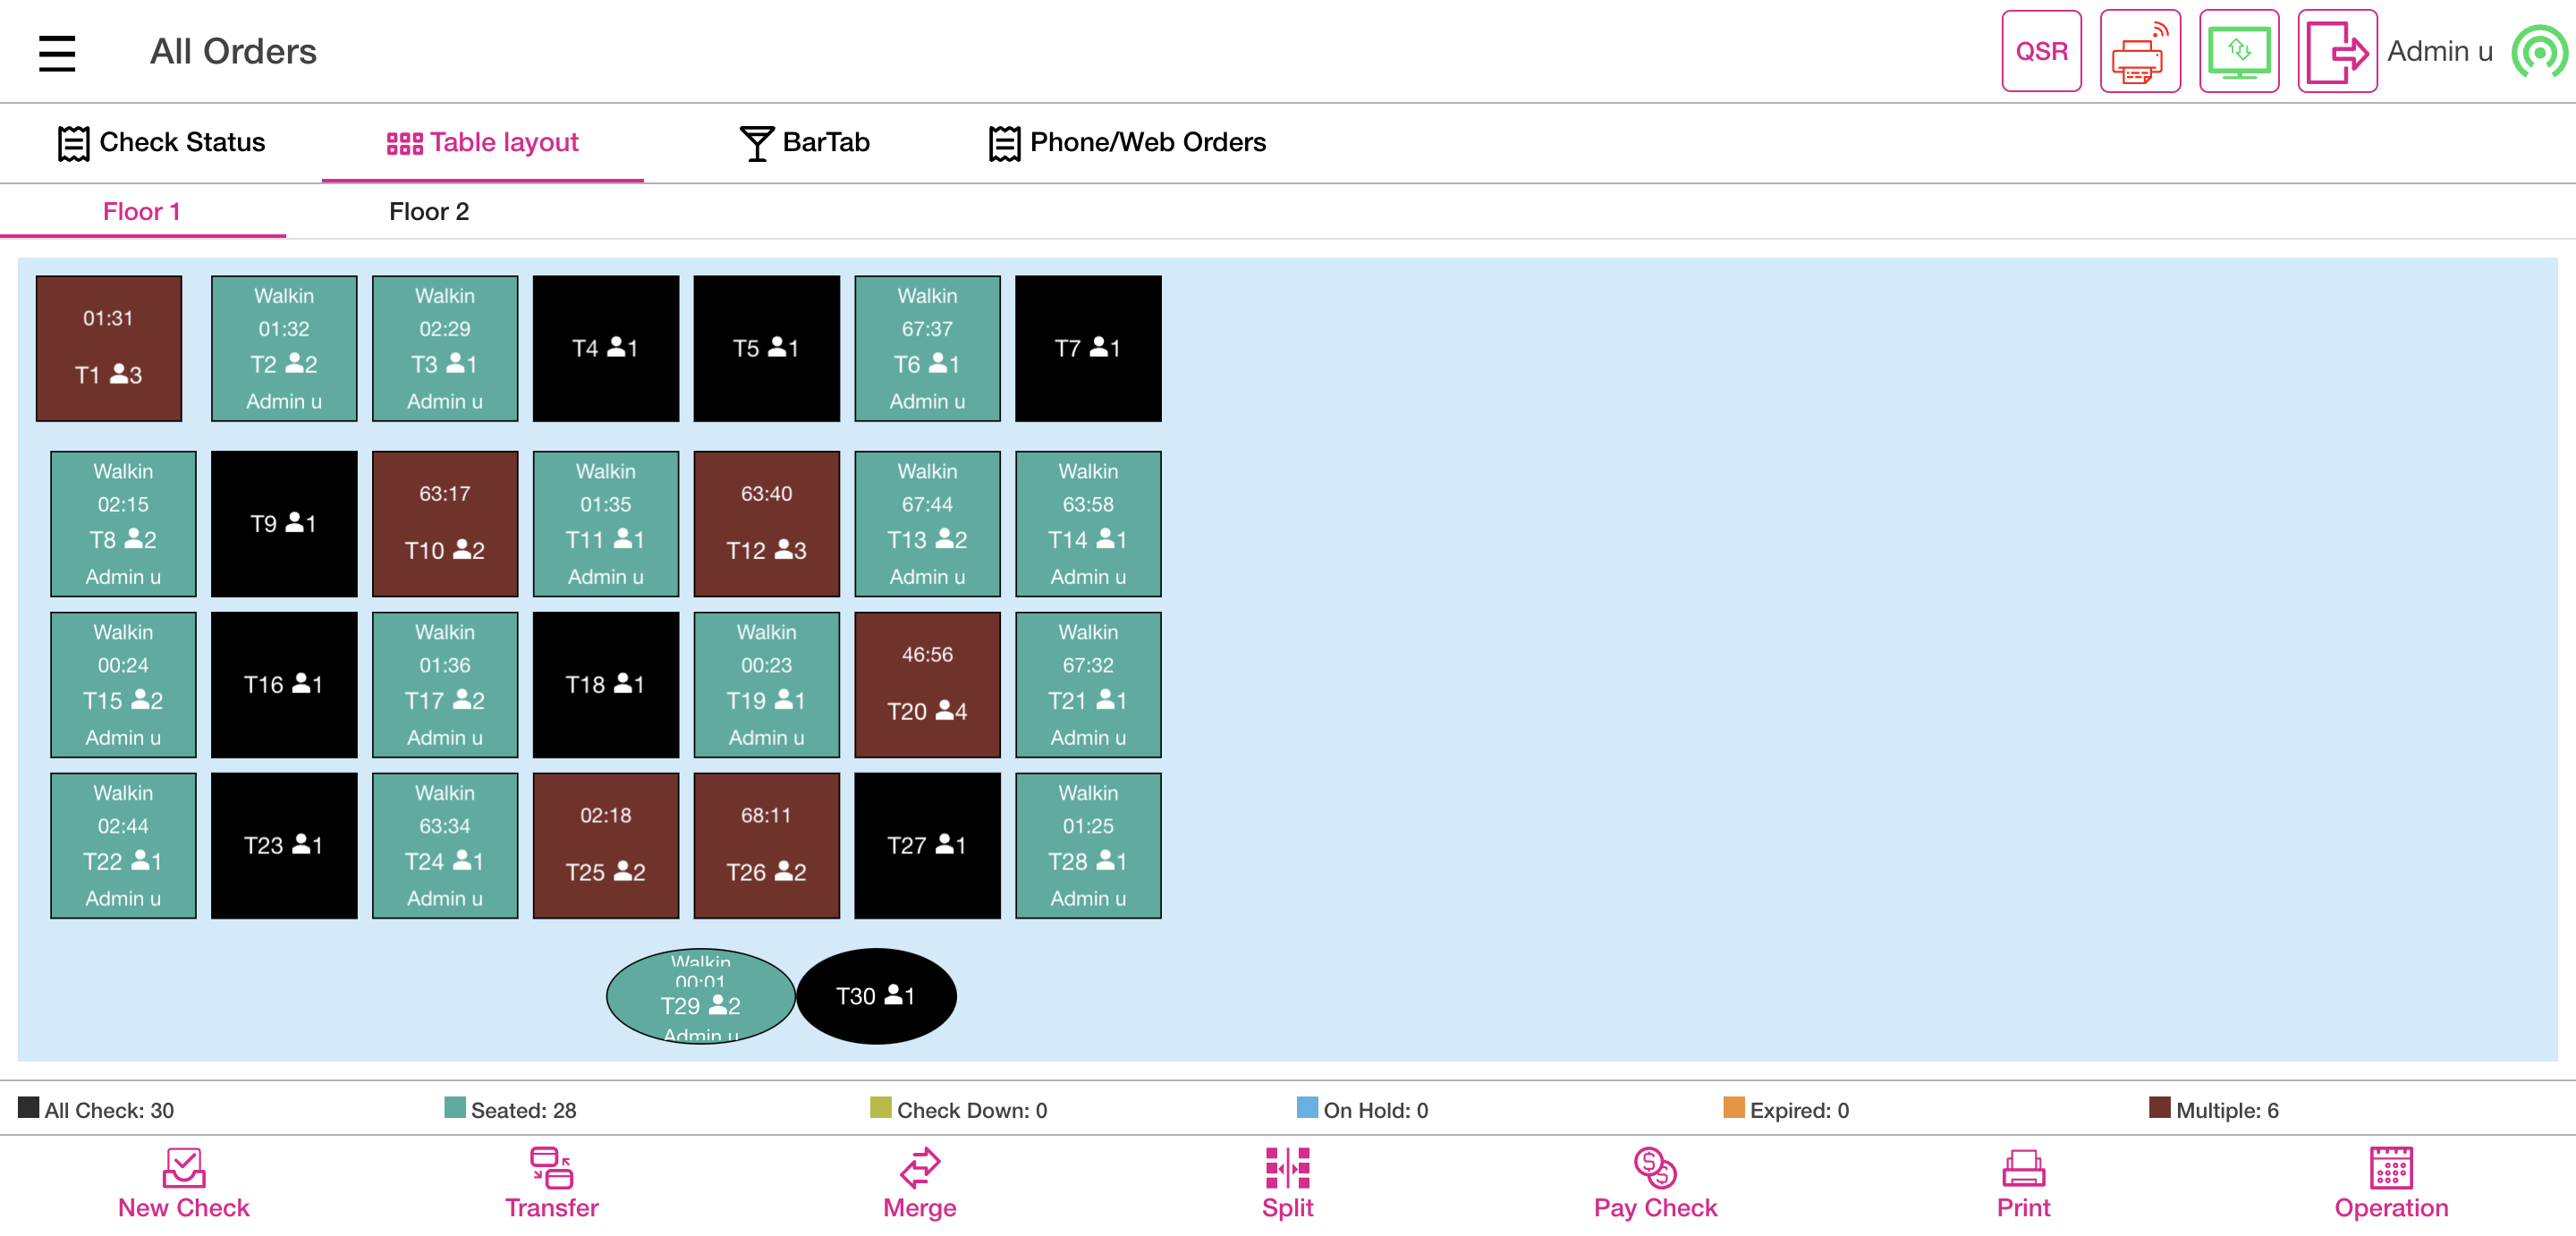 All Orders
QSR
Admin u
Check Status
Table layout
BarTab
Phone/Web Orders
Floor 1
Floor 2
01:31
T1 3
Walkin
01:32
T2 2
Admin u
Walkin
02:29
T3 1
Admin u
T4 1
T5 1
Walkin
67:37
T6 1
Admin u
T7 1
Walkin
02:15
T8 2
Admin u
T9 1
63:17
T10 2
Walkin
01:35
T11 1
Admin u
63:40
T12 3
Walkin
67:44
T13 2
Admin u
Walkin
63:58
T14 1
Admin u
Walkin
00:24
T15 2
Admin u
T16 1
Walkin
01:36
T17 2
Admin u
T18 1
Walkin
00:23
T19 1
Admin u
46:56
T20 4
Walkin
67:32
T21 1
Admin u
Walkin
02:44
T22 1
Admin u
T23 1
Walkin
63:34
T24 1
Admin u
02:18
T25 2
68:11
T26 2
T27 1
Walkin
01:25
T28 1
Admin u
Walkin
00:01
T29 2
Admin u
T30 1
All Check: 30
Seated: 28
Check Down: 0
On Hold: 0
Expired: 0
Multiple: 6
New Check
Transfer
Merge
Split
Pay Check
Print
Operation